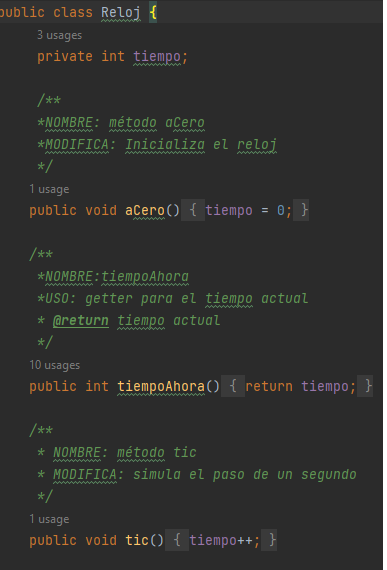 public class Reloj {
3 usages
private int tiempo;
/**
*NOMBRE: método aCero
*MODIFICA: Inicializa el reloj
*/
1 usage
public void aCero() { tiempo = 0; }
/**
*NOMBRE:tiempoAhora
*USO: getter para el tiempo actual
* @return tiempo actual
*/
10 usages
public int tiempoAhora() { return tiempo; }
/**
* NOMBRE: método tic
* MODIFICA: simula el paso de un segundo
*/
1 usage
public void tic() { tiempo++; }